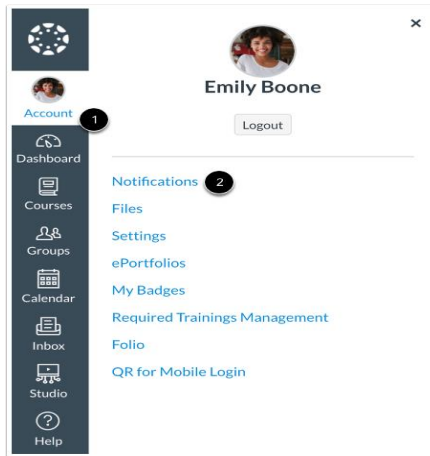 ×
Emily Boone
Account
1
Logout
Dashboard
Notifications 2
Courses
Files
Settings
Groups
ePortfolios
My Badges
Calendar
Required Trainings Management
Inbox
Folio
QR for Mobile Login
Studio
Help